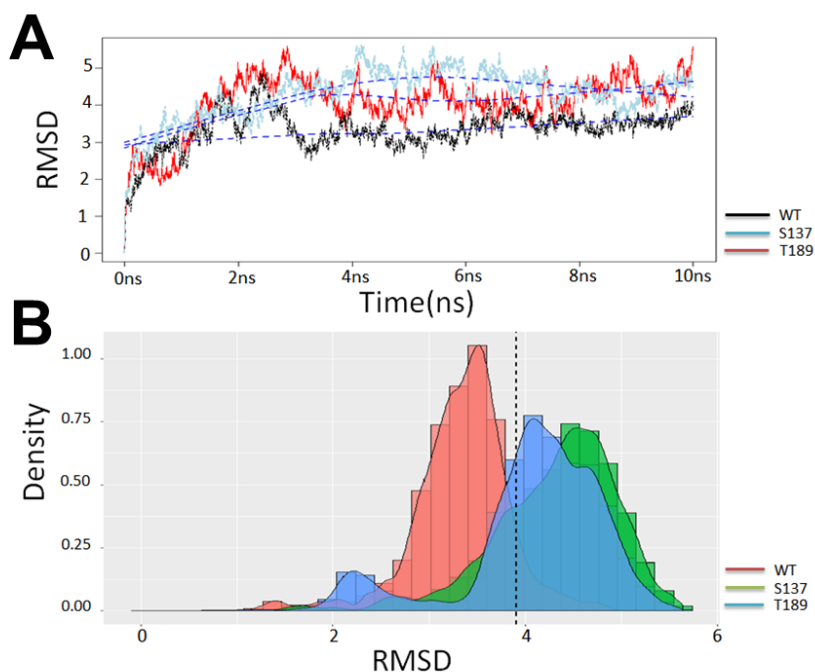 A
RMSD
5
4
3
2
1
0
0ns 2ns 4ns 6ns 8ns 10ns
Time(ns)
WT
S137
T189
B
Density
1.00
0.75
0.50
0.25
0.00
0 2 4 6
RMSD
WT
S137
T189